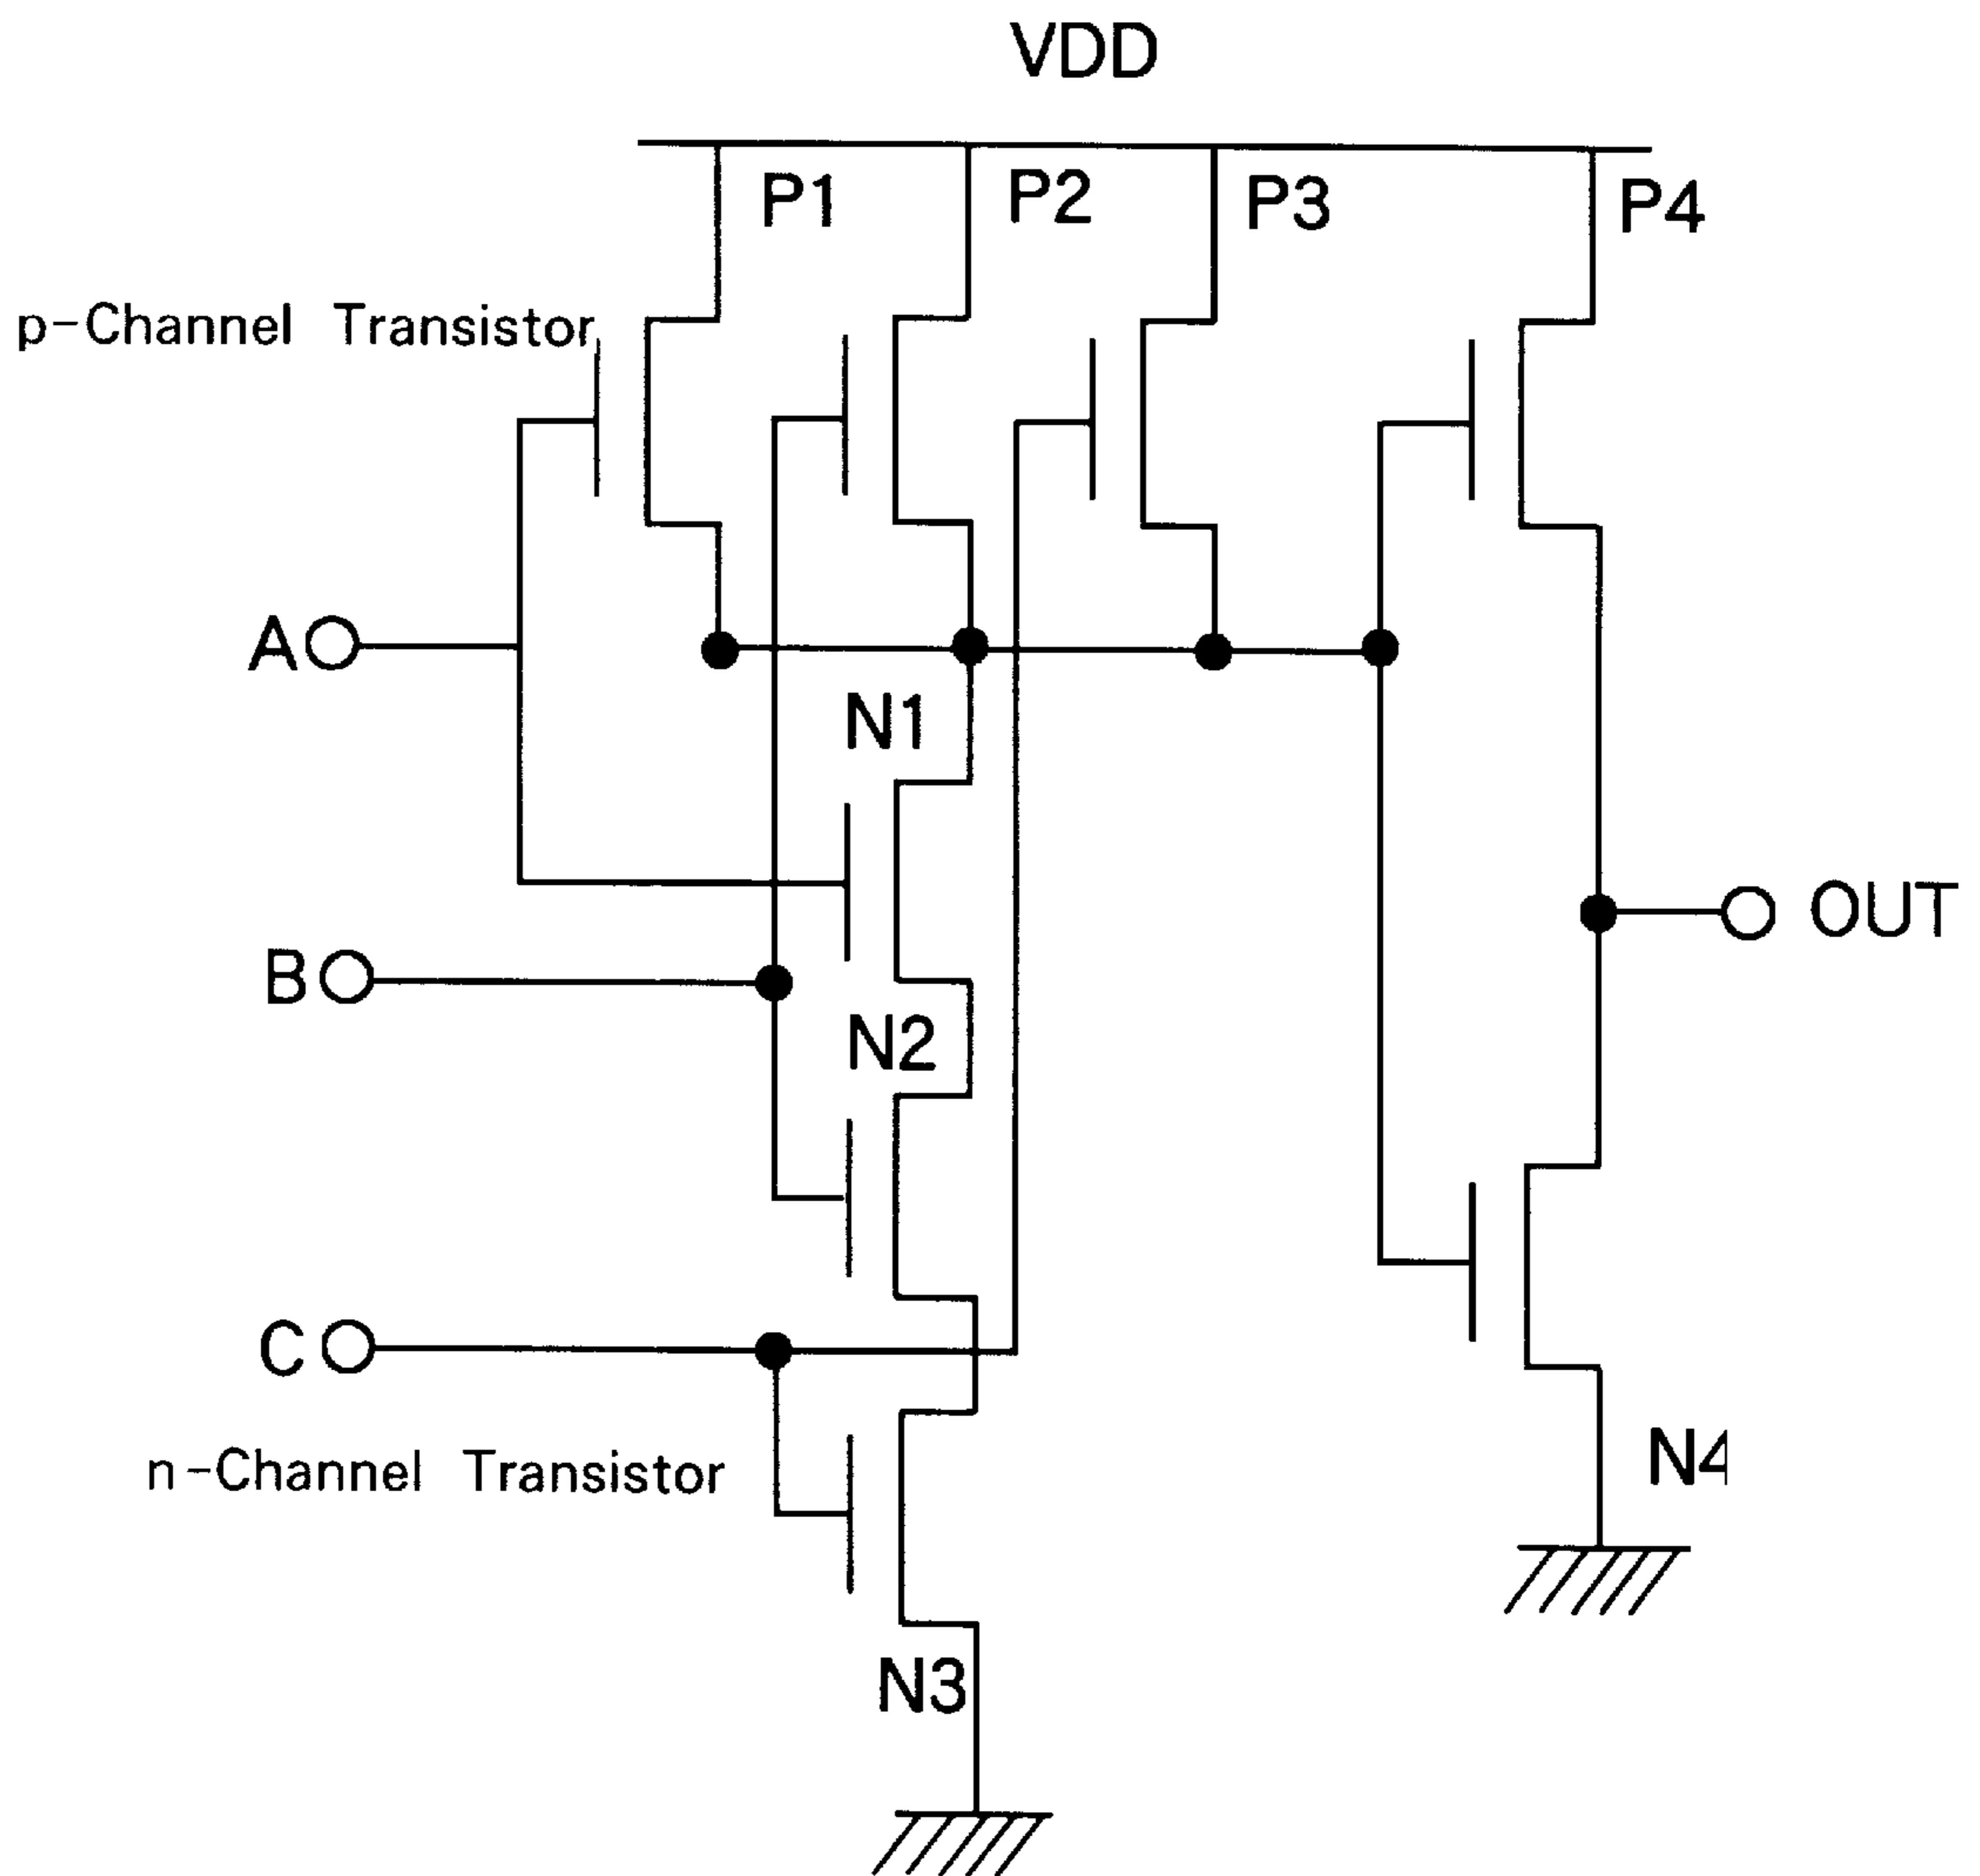 VDD
P1
P2
P3
P4
p-Channel Transistor
A
N1
OUT
B
N2
C
n-Channel Transistor
N4
N3